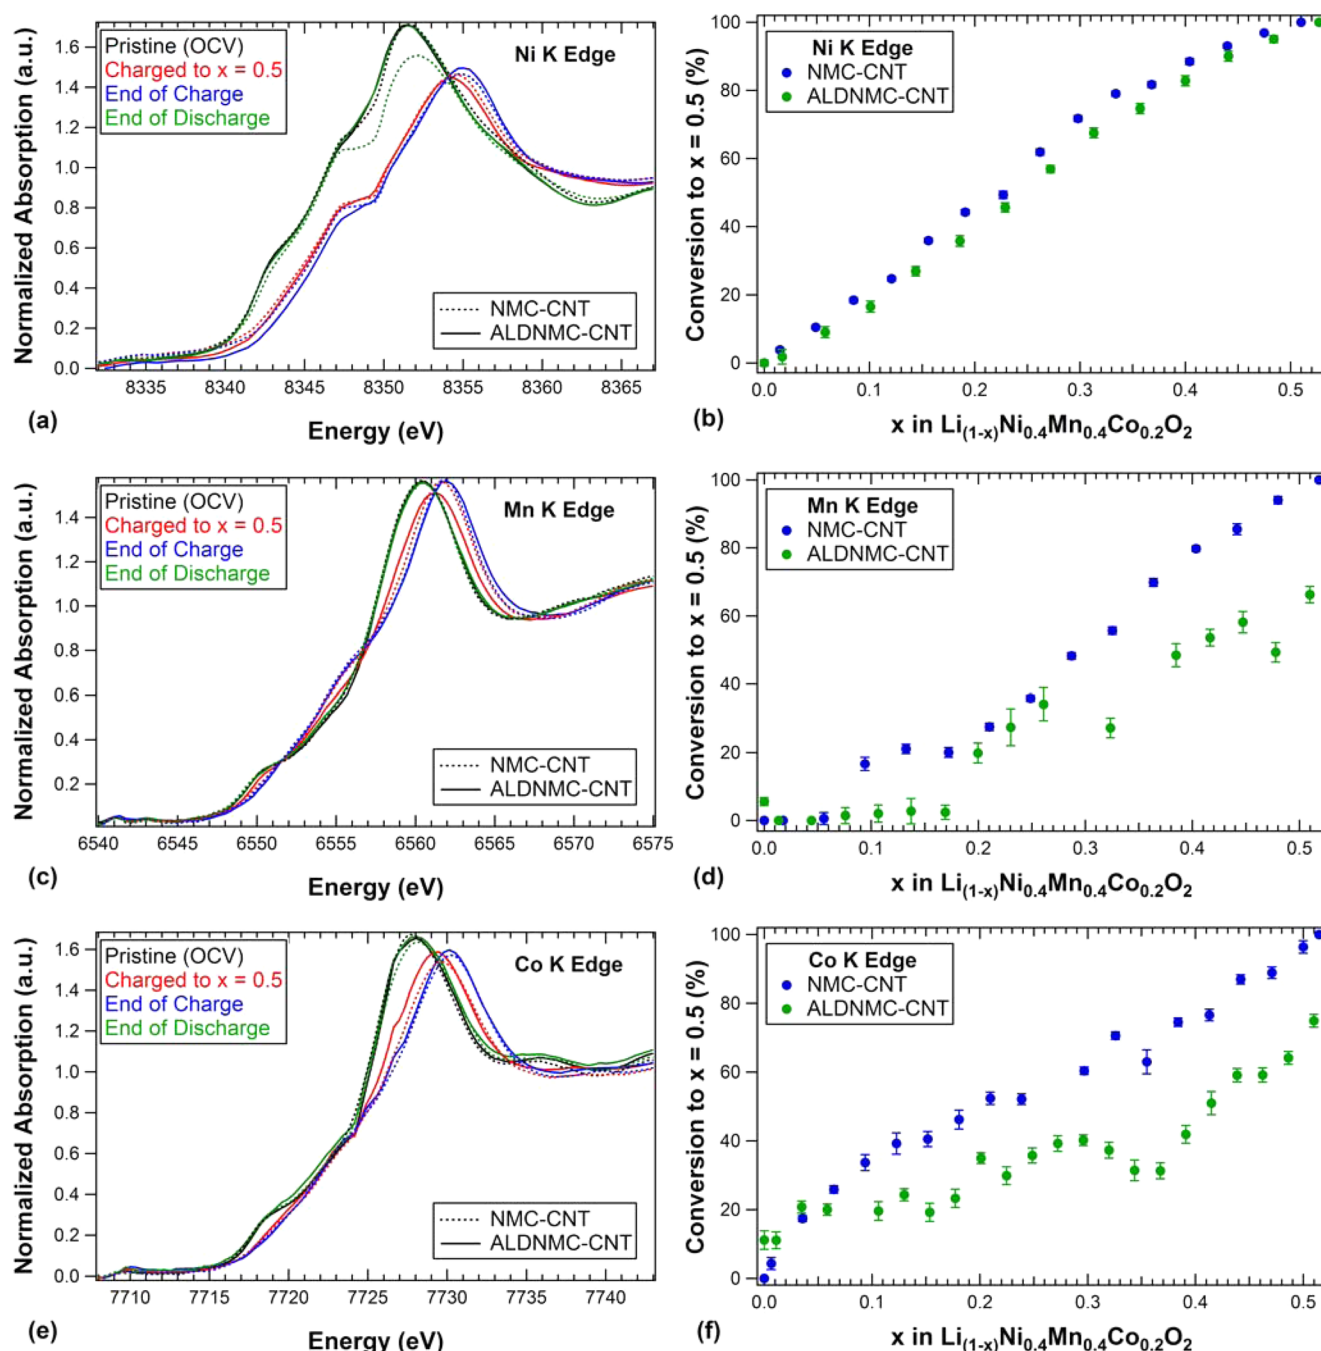 Normalized Absorption (a.u.)
1.6
1.4
1.2
1.0
0.8
0.6
0.4
0.2
0.0
Pristine (OCV)
Charged to x = 0.5
End of Charge
End of Discharge
Ni K Edge
NMC-CNT
ALDNMC-CNT
8335 8340 8345 8350 8355 8360 8365
(a) Energy (eV)
Conversion to x = 0.5 (%)
100
80
60
40
20
0
Ni K Edge
NMC-CNT
ALDNMC-CNT
0.0 0.1 0.2 0.3 0.4 0.5
(b) x in Li(1-x)Ni0.4Mn0.4Co0.2O2
Normalized Absorption (a.u.)
1.4
1.2
1.0
0.8
0.6
0.4
0.2
Pristine (OCV)
Charged to x = 0.5
End of Charge
End of Discharge
Mn K Edge
NMC-CNT
ALDNMC-CNT
6540 6545 6550 6555 6560 6565 6570 6575
(c) Energy (eV)
Conversion to x = 0.5 (%)
100
80
60
40
20
0
Mn K Edge
NMC-CNT
ALDNMC-CNT
0.0 0.1 0.2 0.3 0.4 0.5
(d) x in Li(1-x)Ni0.4Mn0.4Co0.2O2
Normalized Absorption (a.u.)
1.6
1.4
1.2
1.0
0.8
0.6
0.4
0.2
0.0
Pristine (OCV)
Charged to x = 0.5
End of Charge
End of Discharge
Co K Edge
NMC-CNT
ALDNMC-CNT
7710 7715 7720 7725 7730 7735 7740
(e) Energy (eV)
Conversion to x = 0.5 (%)
100
80
60
40
20
0
Co K Edge
NMC-CNT
ALDNMC-CNT
0.0 0.1 0.2 0.3 0.4 0.5
(f) x in Li(1-x)Ni0.4Mn0.4Co0.2O2